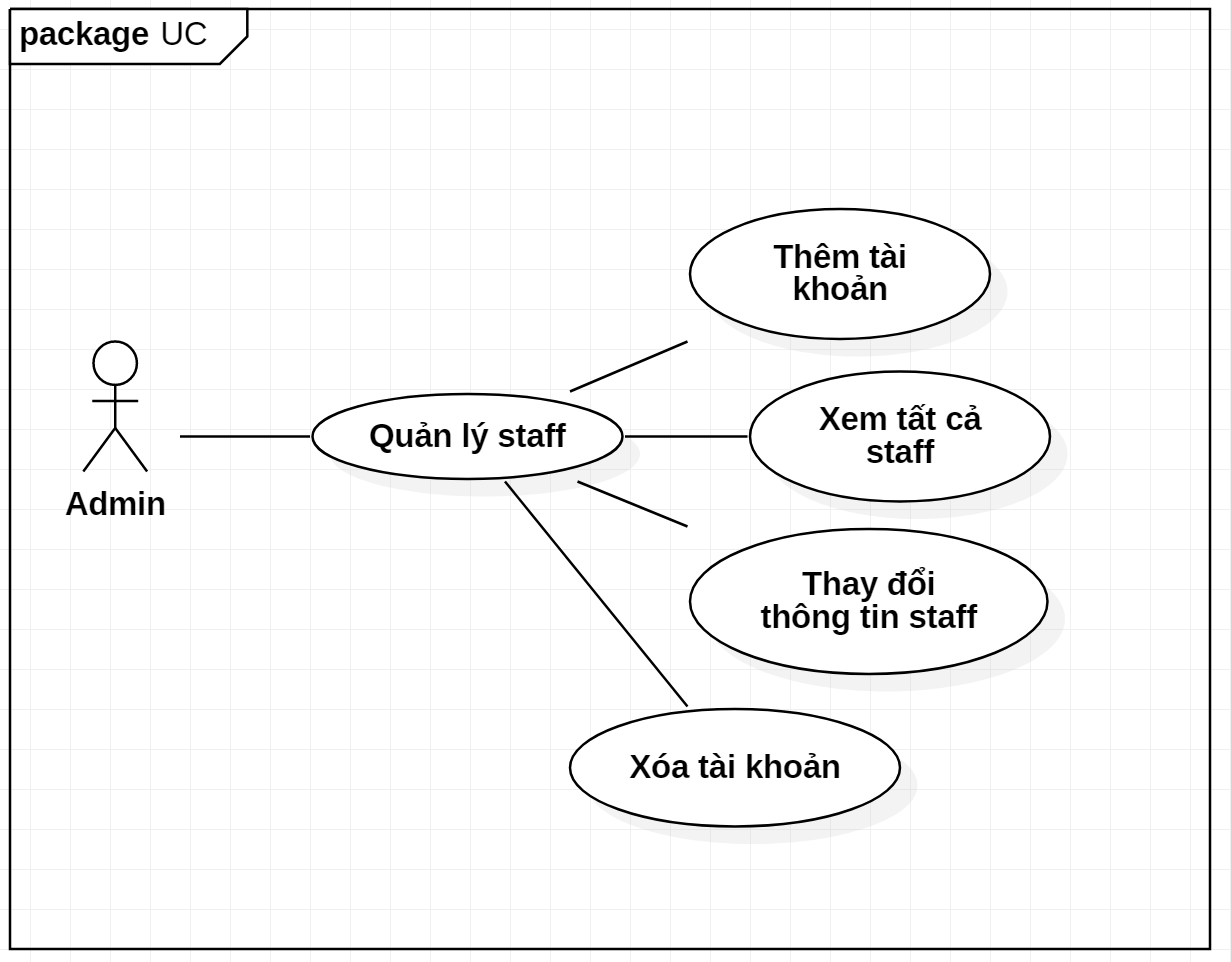 package UC
Thêm tài
khoản
Quản lý staff
Xem tất cả
staff
Admin
Thay đổi
thông tin staff
Xóa tài khoản